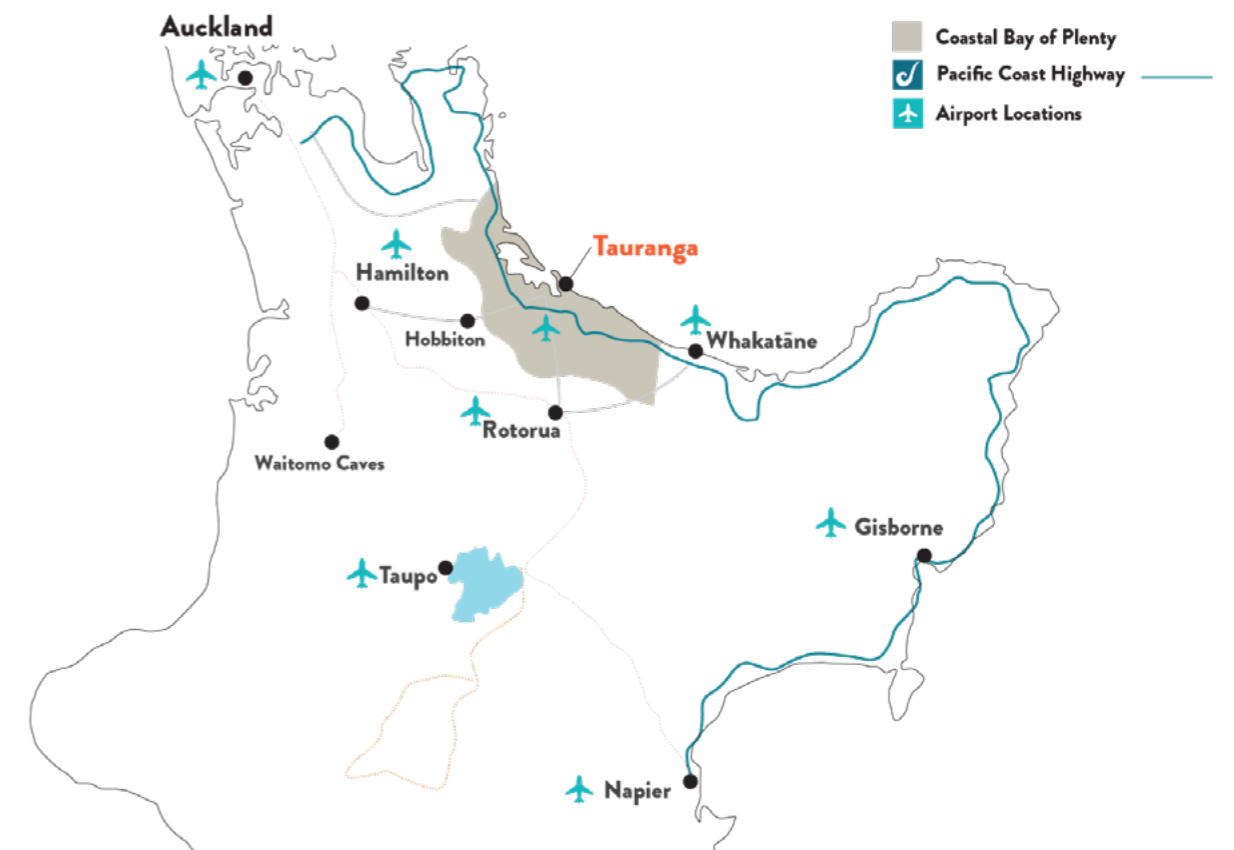 Auckland
Coastal Bay of Plenty
Pacific Coast Highway
Airport Locations
Tauranga
Hamilton
Hobbiton
Whakatāne
Rotorua
Waitomo Caves
Gisborne
Taupo
Napier